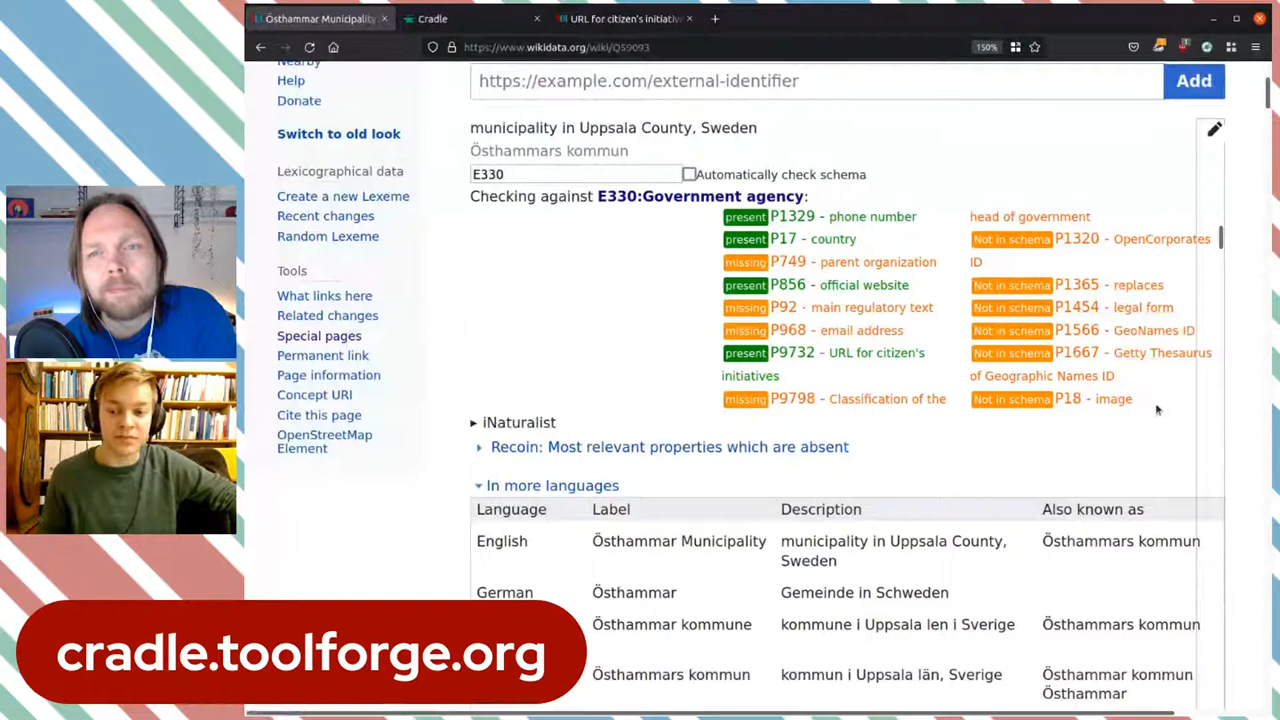 Östhammar Municipality
Cradle
URL for citizen's initiativ
https://www.wikidata.org/wiki/Q59093
150%
Nearby
Help
Donate
Switch to old look
Lexicographical data
Create a new Lexeme
Recent changes
Random Lexeme
Tools
What links here
Related changes
Special pages
Permanent link
Page information
Concept URI
Cite this page
OpenStreetMap
Element
https://example.com/external-identifier
Add
municipality in Uppsala County, Sweden
Östhammars kommun
E330
Automatically check schema
Checking against E330:Government agency:
present P1329 - phone number
present P17 - country
missing P749 - parent organization
present P856 - official website
missing P92 - main regulatory text
missing P968 - email address
present P9732 - URL for citizen's
initiatives
missing P9798 - Classification of the
head of government
Not in schema P1320 - OpenCorporates
ID
Not in schema P1365 - replaces
Not in schema P1454 - legal form
Not in schema P1566 - GeoNames ID
Not in schema P1667 - Getty Thesaurus
of Geographic Names ID
Not in schema P18 - image
iNaturalist
Recoin: Most relevant properties which are absent
In more languages
Language Label Description Also known as
English Östhammar Municipality municipality in Uppsala County, Östhammars kommun
Sweden
German Östhammar Gemeinde in Schweden
Östhammar kommune kommune i Uppsala len i Sverige Östhammars kommun
Östhammars kommun kommun i Uppsala län, Sverige Östhammar kommun
Östhammar
cradle.toolforge.org